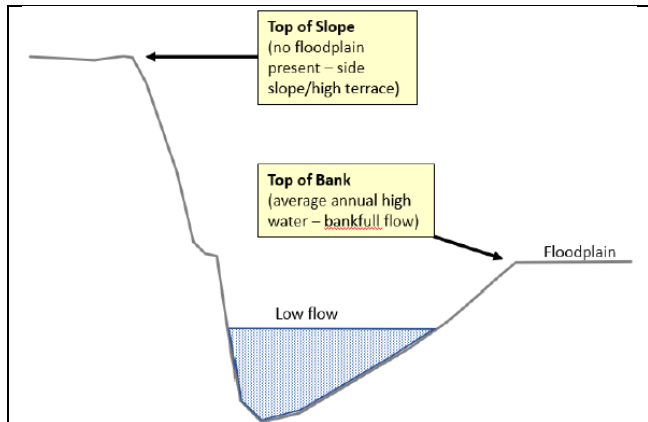 Top of Slope
(no floodplain
present – side
slope/high terrace)
Top of Bank
(average annual high
water – bankfull flow)
Floodplain
Low flow